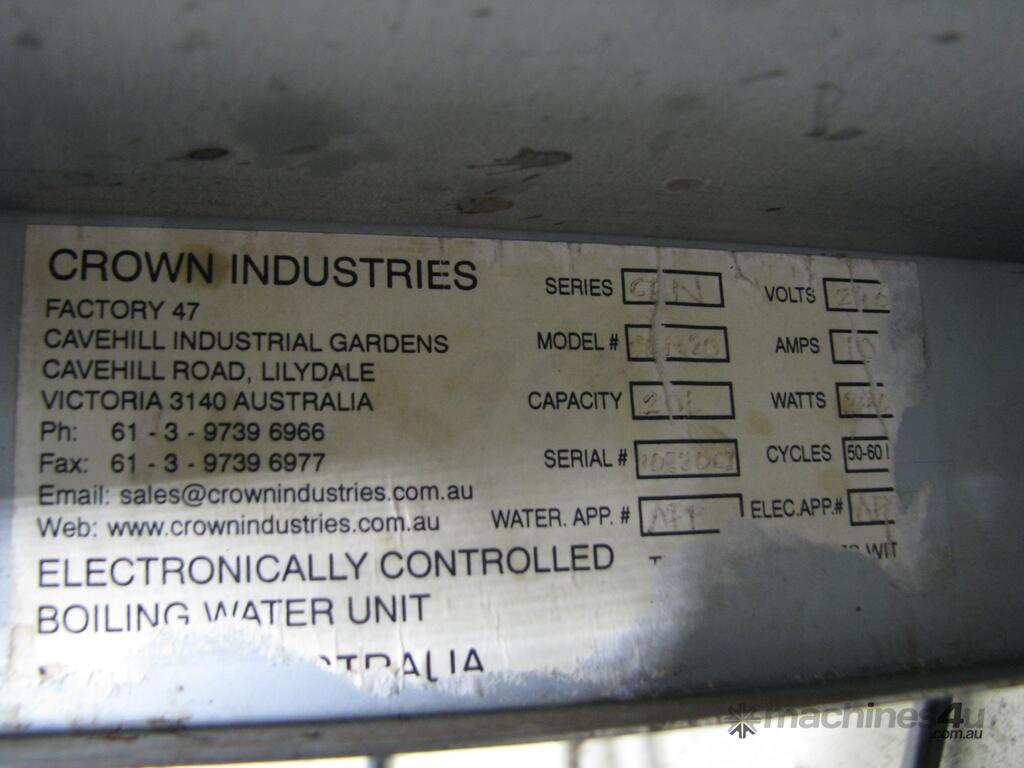 CROWN INDUSTRIES
FACTORY 47
CAVEHILL INDUSTRIAL GARDENS
CAVEHILL ROAD, LILYDALE
VICTORIA 3140 AUSTRALIA
Ph: 61 - 3 - 9739 6966
Fax: 61 - 3 - 9739 6977
Email: sales@crownindustries.com.au
Web: www.crownindustries.com.au
ELECTRONICALLY CONTROLLED
BOILING WATER UNIT
SERIES
MODEL #
CAPACITY 20L
SERIAL #
WATER. APP. #
VOLTS
AMPS 10
WATTS
CYCLES 50-60
ELEC.APP.#
machines4u.com.au